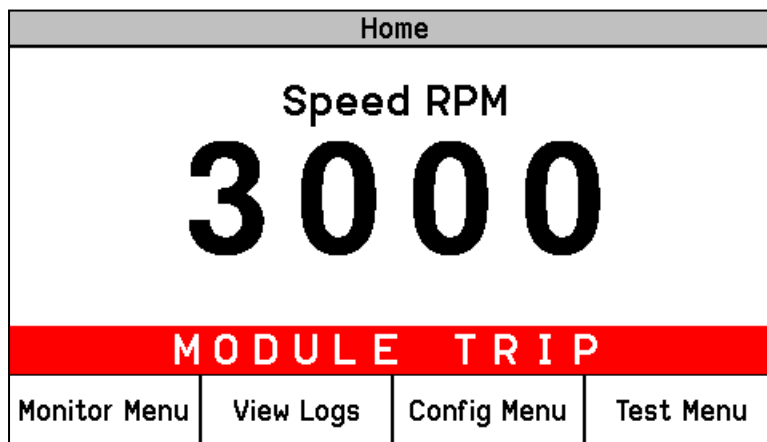 Home
Speed RPM
3000
MODULE TRIP
Monitor Menu View Logs Config Menu Test Menu